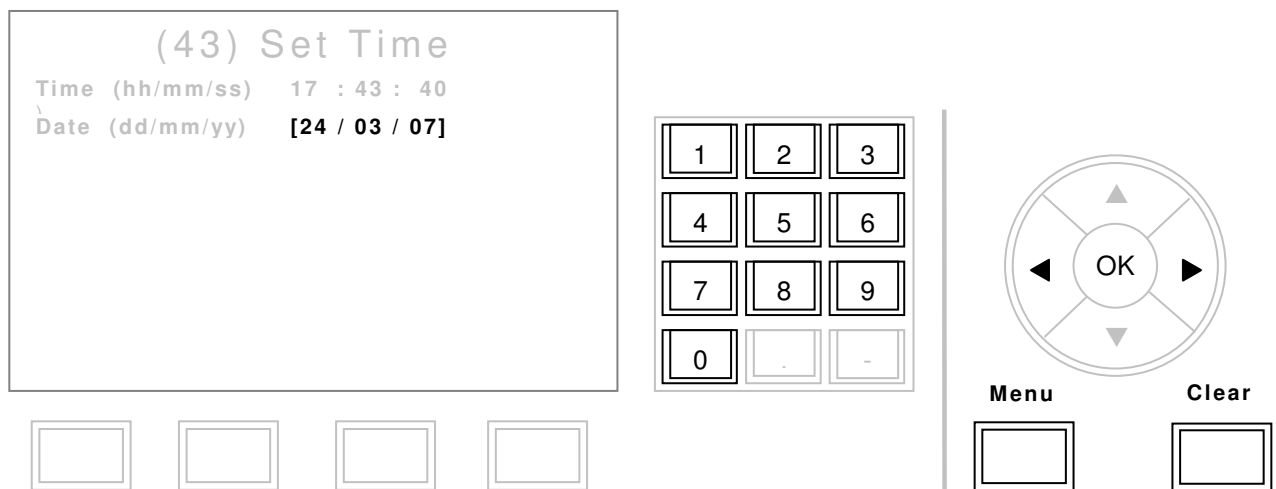 (43) Set Time
Time (hh/mm/ss) 17 : 43 : 40
\
Date (dd/mm/yy) [24 / 03 / 07]
1 2 3
4 5 6
7 8 9
0 . -
OK
Menu Clear